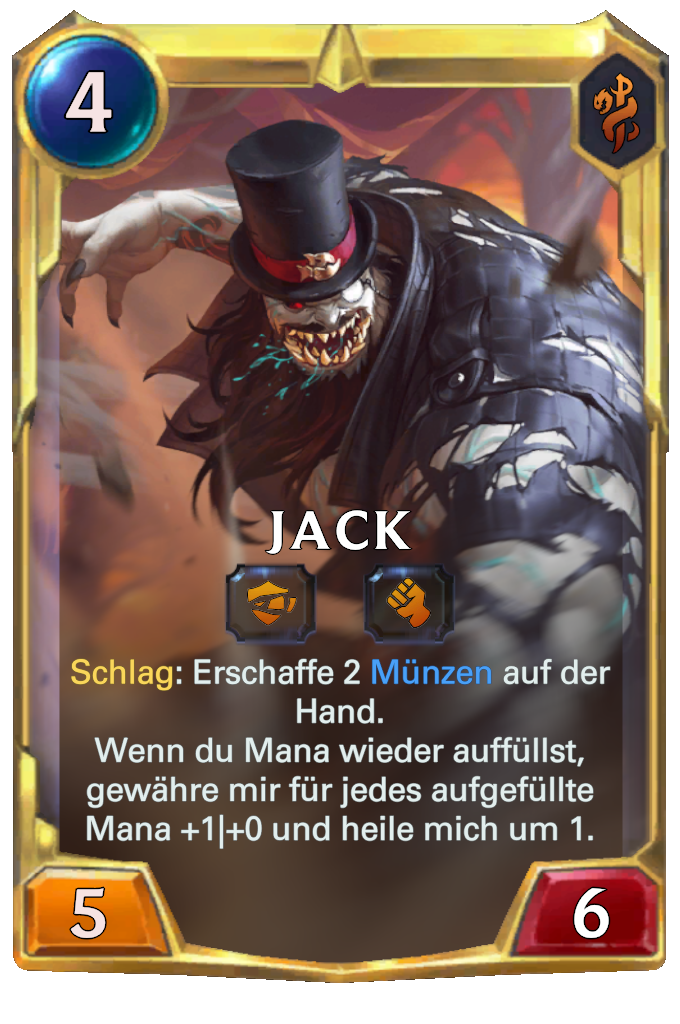 4
JACK
Schlag: Erschaffe 2 Münzen auf der
Hand.
Wenn du Mana wieder auffüllst,
gewähre mir für jedes aufgefüllte
Mana +1|+0 und heile mich um 1.
5
6